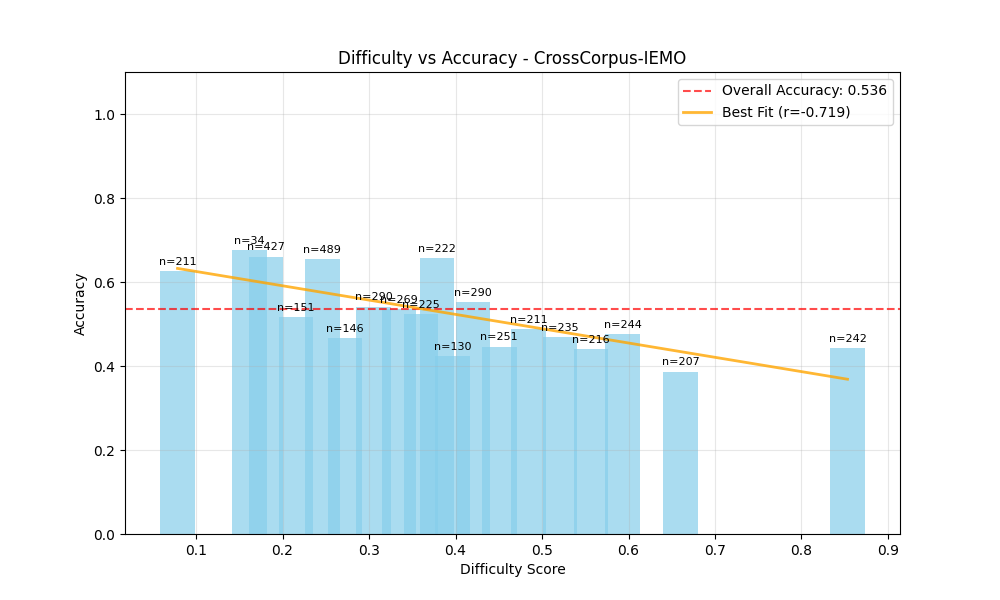 Difficulty vs Accuracy - CrossCorpus-IEMO
Overall Accuracy: 0.536
Best Fit (r=-0.719)
Accuracy
1.0
0.8
0.6
0.4
0.2
0.0
n=211
n=34
n=427
n=151
n=489
n=146
n=290
n=269
n=225
n=222
n=130
n=290
n=251
n=211
n=235
n=216
n=244
n=207
n=242
0.1 0.2 0.3 0.4 0.5 0.6 0.7 0.8 0.9
Difficulty Score